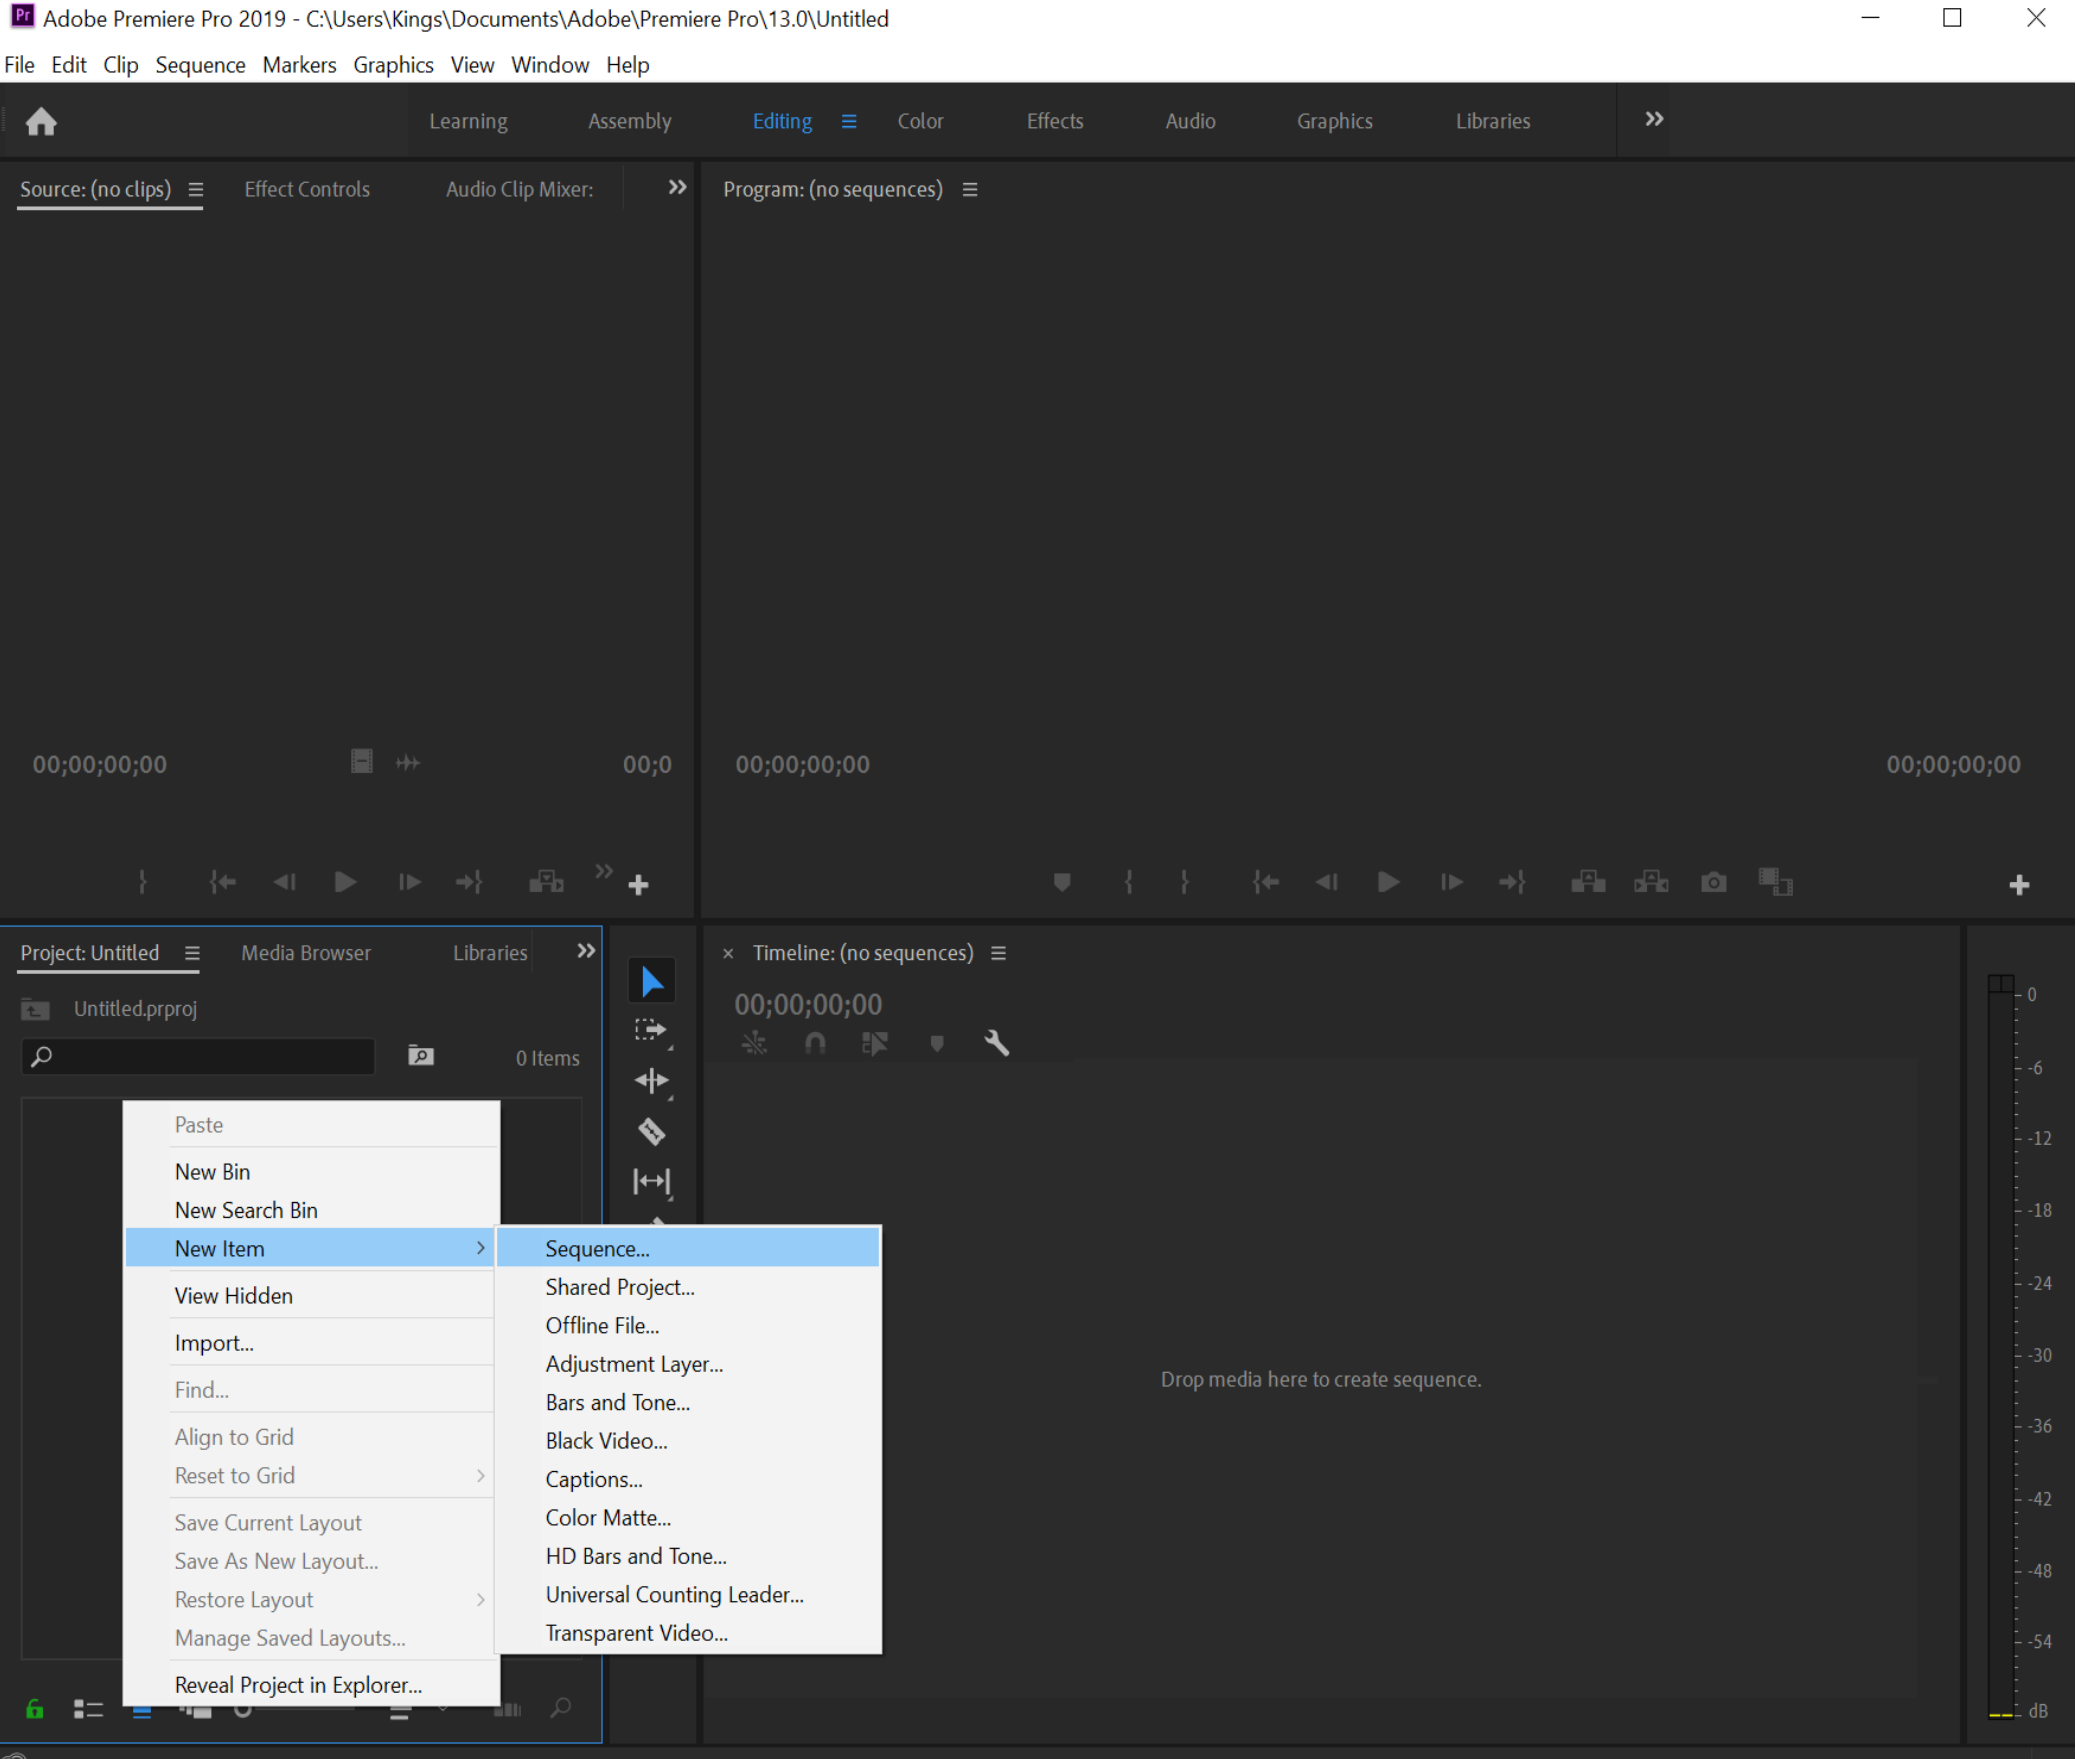 Pr Adobe Premiere Pro 2019 - C:\Users\Kings\Documents\Adobe\Premiere Pro\13.0\Untitled
File Edit Clip Sequence Markers Graphics View Window Help
Learning Assembly Editing Color Effects Audio Graphics Libraries
Source: (no clips) Effect Controls Audio Clip Mixer:
Program: (no sequences)
00;00;00;00 00;0
00;00;00;00 00;00;00;00
Project: Untitled Media Browser Libraries
Untitled.prproj
0 Items
Paste
New Bin
New Search Bin
New Item
View Hidden
Import...
Find...
Align to Grid
Reset to Grid
Save Current Layout
Save As New Layout...
Restore Layout
Manage Saved Layouts...
Reveal Project in Explorer...
Sequence...
Shared Project...
Offline File...
Adjustment Layer...
Bars and Tone...
Black Video...
Captions...
Color Matte...
HD Bars and Tone...
Universal Counting Leader...
Transparent Video...
Timeline: (no sequences)
00;00;00;00
Drop media here to create sequence.
0
-6
-12
-18
-24
-30
-36
-42
-48
-54
dB